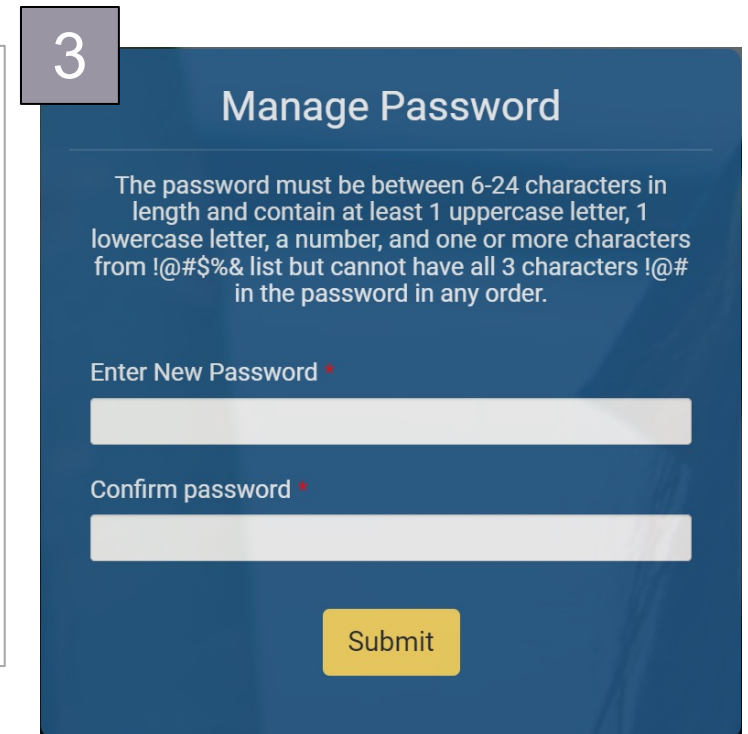 3
Manage Password
The password must be between 6-24 characters in
length and contain at least 1 uppercase letter, 1
lowercase letter, a number, and one or more characters
from !@#$%& list but cannot have all 3 characters !@#
in the password in any order.
Enter New Password *
Confirm password *
Submit